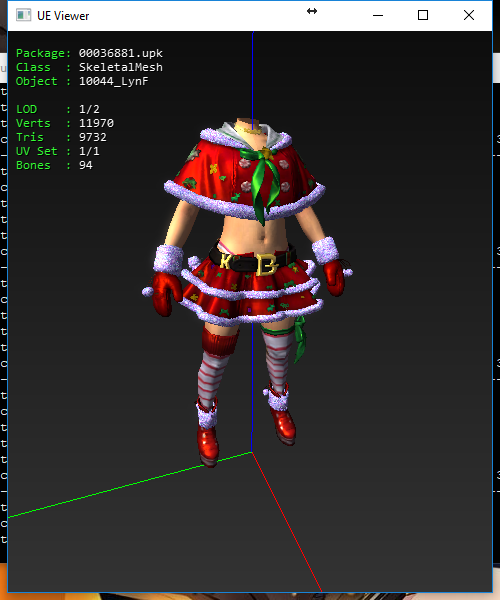 UE Viewer
Package: 00036881.upk
Class : SkeletalMesh
Object : 10044_LynF
LOD : 1/2
Verts : 11970
Tris : 9732
UV Set : 1/1
Bones : 94
K B